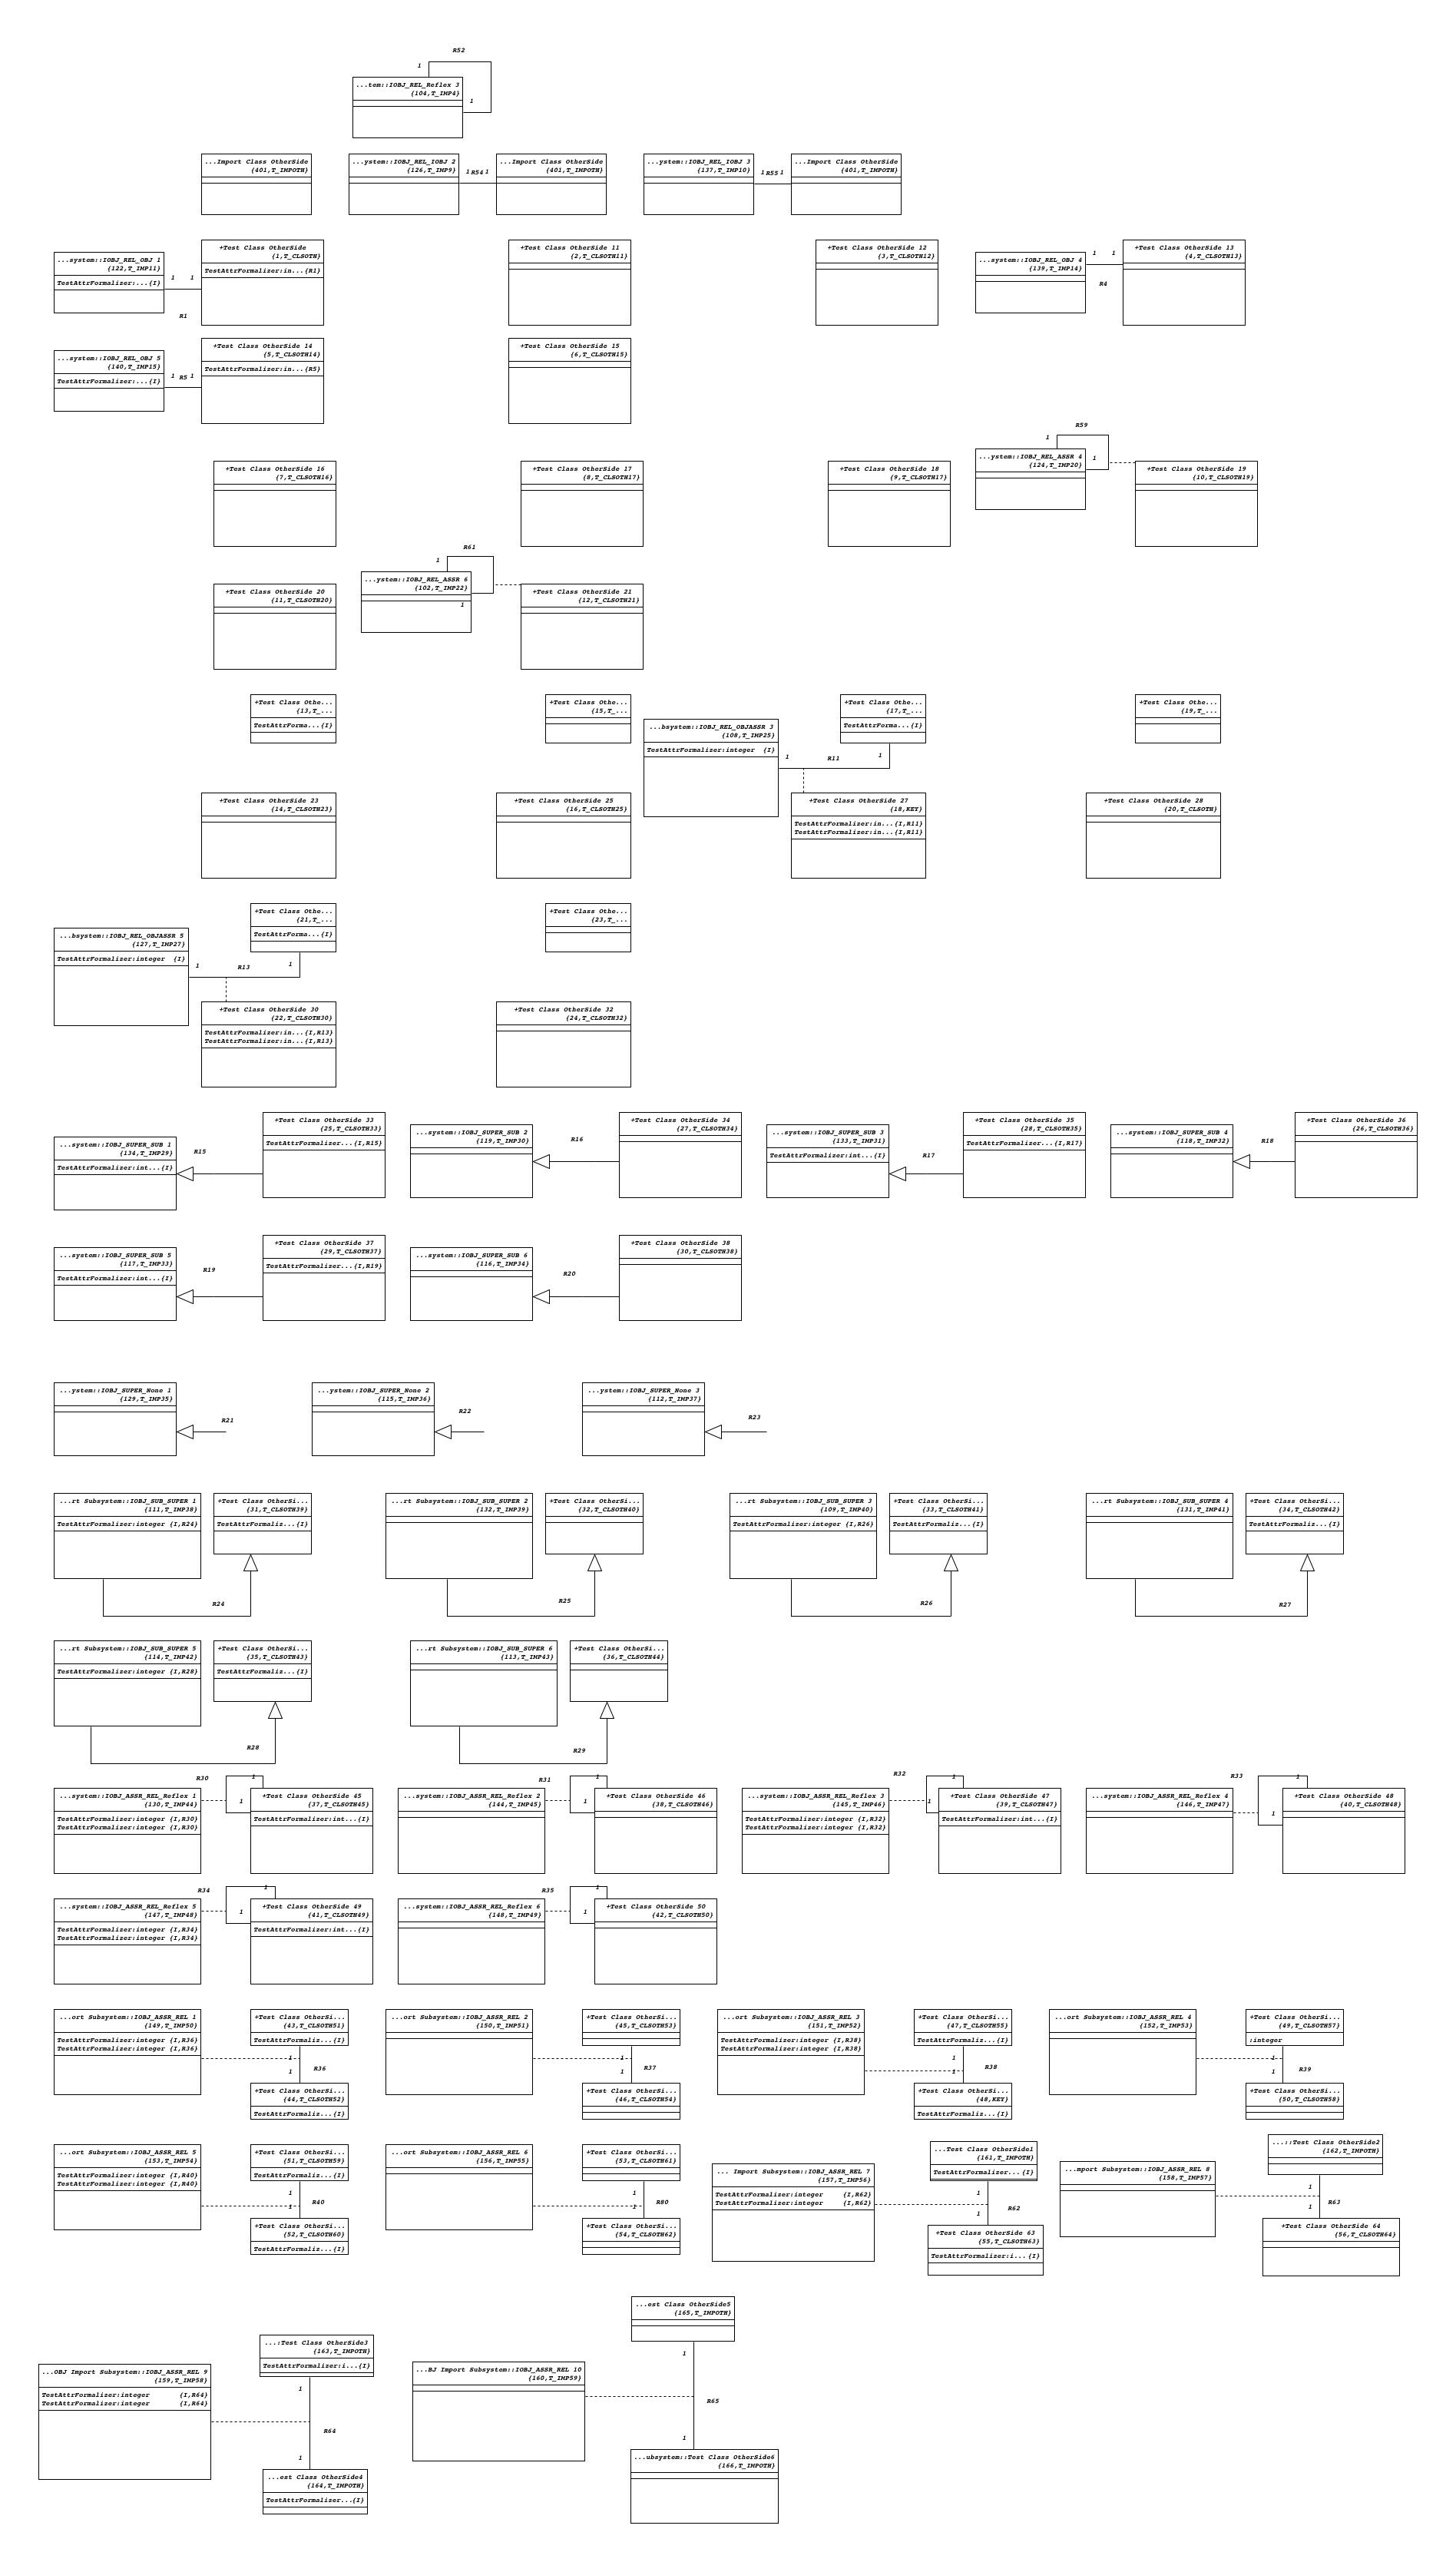 R52
1
...tem::IOBJ_REL_Reflex 3
{104,T_IMP4}
1
...Import Class OtherSide
{401,T_IMPOTH}
...ystem::IOBJ_REL_IOBJ 2
{126,T_IMP9}
1 R54 1
...Import Class OtherSide
{401,T_IMPOTH}
...ystem::IOBJ_REL_IOBJ 3
{137,T_IMP10}
1 R55 1
...Import Class OtherSide
{401,T_IMPOTH}
...system::IOBJ_REL_OBJ 1
{122,T_IMP11}
TestAttrFormalizer:...{I}
1 1
R1
+Test Class OtherSide
{1,T_CLSOTH}
TestAttrFormalizer:in...{R1}
+Test Class OtherSide 11
{2,T_CLSOTH11}
+Test Class OtherSide 12
{3,T_CLSOTH12}
...system::IOBJ_REL_OBJ 4
{139,T_IMP14}
1 1
R4
+Test Class OtherSide 13
{4,T_CLSOTH13}
...system::IOBJ_REL_OBJ 5
{140,T_IMP15}
TestAttrFormalizer:...{I}
1 R5 1
+Test Class OtherSide 14
{5,T_CLSOTH14}
TestAttrFormalizer:in...{R5}
+Test Class OtherSide 15
{6,T_CLSOTH15}
+Test Class OtherSide 16
{7,T_CLSOTH16}
+Test Class OtherSide 17
{8,T_CLSOTH17}
+Test Class OtherSide 18
{9,T_CLSOTH17}
R59
1
...ystem::IOBJ_REL_ASSR 4
{124,T_IMP20}
1
+Test Class OtherSide 19
{10,T_CLSOTH19}
+Test Class OtherSide 20
{11,T_CLSOTH20}
R61
1
...ystem::IOBJ_REL_ASSR 6
{102,T_IMP22}
1
+Test Class OtherSide 21
{12,T_CLSOTH21}
+Test Class Othe...
{13,T_...
TestAttrForma...{I}
+Test Class Othe...
{15,T_...
...bsystem::IOBJ_REL_OBJASSR 3
{108,T_IMP25}
TestAttrFormalizer:integer {I}
1 R11 1
+Test Class Othe...
{17,T_...
TestAttrForma...{I}
+Test Class Othe...
{19,T_...
+Test Class OtherSide 23
{14,T_CLSOTH23}
+Test Class OtherSide 25
{16,T_CLSOTH25}
+Test Class OtherSide 27
{18,KEY}
TestAttrFormalizer:in...{I,R11}
TestAttrFormalizer:in...{I,R11}
+Test Class OtherSide 28
{20,T_CLSOTH}
...bsystem::IOBJ_REL_OBJASSR 5
{127,T_IMP27}
TestAttrFormalizer:integer {I}
1 R13 1
+Test Class Othe...
{21,T_...
TestAttrForma...{I}
+Test Class Othe...
{23,T_...
+Test Class OtherSide 30
{22,T_CLSOTH30}
TestAttrFormalizer:in...{I,R13}
TestAttrFormalizer:in...{I,R13}
+Test Class OtherSide 32
{24,T_CLSOTH32}
...system::IOBJ_SUPER_SUB 1
{134,T_IMP29}
TestAttrFormalizer:int...{I}
R15
+Test Class OtherSide 33
{25,T_CLSOTH33}
TestAttrFormalizer...{I,R15}
...system::IOBJ_SUPER_SUB 2
{119,T_IMP30}
R16
+Test Class OtherSide 34
{27,T_CLSOTH34}
...system::IOBJ_SUPER_SUB 3
{133,T_IMP31}
TestAttrFormalizer:int...{I}
R17
+Test Class OtherSide 35
{28,T_CLSOTH35}
TestAttrFormalizer...{I,R17}
...system::IOBJ_SUPER_SUB 4
{118,T_IMP32}
R18
+Test Class OtherSide 36
{26,T_CLSOTH36}
...system::IOBJ_SUPER_SUB 5
{117,T_IMP33}
TestAttrFormalizer:int...{I}
R19
+Test Class OtherSide 37
{29,T_CLSOTH37}
TestAttrFormalizer...{I,R19}
...system::IOBJ_SUPER_SUB 6
{116,T_IMP34}
R20
+Test Class OtherSide 38
{30,T_CLSOTH38}
...ystem::IOBJ_SUPER_None 1
{129,T_IMP35}
R21
...ystem::IOBJ_SUPER_None 2
{115,T_IMP36}
R22
...ystem::IOBJ_SUPER_None 3
{112,T_IMP37}
R23
...rt Subsystem::IOBJ_SUB_SUPER 1
{111,T_IMP38}
TestAttrFormalizer:integer {I,R24}
+Test Class OtherSi...
{31,T_CLSOTH39}
TestAttrFormaliz...{I}
R24
...rt Subsystem::IOBJ_SUB_SUPER 2
{132,T_IMP39}
+Test Class OtherSi...
{32,T_CLSOTH40}
R25
...rt Subsystem::IOBJ_SUB_SUPER 3
{109,T_IMP40}
TestAttrFormalizer:integer {I,R26}
+Test Class OtherSi...
{33,T_CLSOTH41}
TestAttrFormaliz...{I}
R26
...rt Subsystem::IOBJ_SUB_SUPER 4
{131,T_IMP41}
+Test Class OtherSi...
{34,T_CLSOTH42}
TestAttrFormaliz...{I}
R27
...rt Subsystem::IOBJ_SUB_SUPER 5
{114,T_IMP42}
TestAttrFormalizer:integer {I,R28}
+Test Class OtherSi...
{35,T_CLSOTH43}
TestAttrFormaliz...{I}
R28
...rt Subsystem::IOBJ_SUB_SUPER 6
{113,T_IMP43}
+Test Class OtherSi...
{36,T_CLSOTH44}
R29
...system::IOBJ_ASSR_REL_Reflex 1
{130,T_IMP44}
TestAttrFormalizer:integer {I,R30}
TestAttrFormalizer:integer {I,R30}
R30
1
1
+Test Class OtherSide 45
{37,T_CLSOTH45}
TestAttrFormalizer:int...{I}
...system::IOBJ_ASSR_REL_Reflex 2
{144,T_IMP45}
R31
1
1
+Test Class OtherSide 46
{38,T_CLSOTH46}
...system::IOBJ_ASSR_REL_Reflex 3
{145,T_IMP46}
TestAttrFormalizer:integer {I,R32}
TestAttrFormalizer:integer {I,R32}
R32
1
1
+Test Class OtherSide 47
{39,T_CLSOTH47}
TestAttrFormalizer:int...{I}
...system::IOBJ_ASSR_REL_Reflex 4
{146,T_IMP47}
R33
1
1
+Test Class OtherSide 48
{40,T_CLSOTH48}
...system::IOBJ_ASSR_REL_Reflex 5
{147,T_IMP48}
TestAttrFormalizer:integer {I,R34}
TestAttrFormalizer:integer {I,R34}
R34
1
1
+Test Class OtherSide 49
{41,T_CLSOTH49}
TestAttrFormalizer:int...{I}
...system::IOBJ_ASSR_REL_Reflex 6
{148,T_IMP49}
R35
1
1
+Test Class OtherSide 50
{42,T_CLSOTH50}
...ort Subsystem::IOBJ_ASSR_REL 1
{149,T_IMP50}
TestAttrFormalizer:integer {I,R36}
TestAttrFormalizer:integer {I,R36}
+Test Class OtherSi...
{43,T_CLSOTH51}
TestAttrFormaliz...{I}
1
R36
1
+Test Class OtherSi...
{44,T_CLSOTH52}
TestAttrFormaliz...{I}
...ort Subsystem::IOBJ_ASSR_REL 2
{150,T_IMP51}
+Test Class OtherSi...
{45,T_CLSOTH53}
1
R37
1
+Test Class OtherSi...
{46,T_CLSOTH54}
...ort Subsystem::IOBJ_ASSR_REL 3
{151,T_IMP52}
TestAttrFormalizer:integer {I,R38}
TestAttrFormalizer:integer {I,R38}
+Test Class OtherSi...
{47,T_CLSOTH55}
TestAttrFormaliz...{I}
1
R38
1
+Test Class OtherSi...
{48,KEY}
TestAttrFormaliz...{I}
...ort Subsystem::IOBJ_ASSR_REL 4
{152,T_IMP53}
+Test Class OtherSi...
{49,T_CLSOTH57}
:integer
1
R39
1
+Test Class OtherSi...
{50,T_CLSOTH58}
...ort Subsystem::IOBJ_ASSR_REL 5
{153,T_IMP54}
TestAttrFormalizer:integer {I,R40}
TestAttrFormalizer:integer {I,R40}
+Test Class OtherSi...
{51,T_CLSOTH59}
TestAttrFormaliz...{I}
1
R40
1
+Test Class OtherSi...
{52,T_CLSOTH60}
TestAttrFormaliz...{I}
...ort Subsystem::IOBJ_ASSR_REL 6
{156,T_IMP55}
+Test Class OtherSi...
{53,T_CLSOTH61}
1
R80
1
+Test Class OtherSi...
{54,T_CLSOTH62}
... Import Subsystem::IOBJ_ASSR_REL 7
{157,T_IMP56}
TestAttrFormalizer:integer {I,R62}
TestAttrFormalizer:integer {I,R62}
...Test Class OtherSide1
{161,T_IMPOTH}
TestAttrFormalizer...{I}
1
R62
1
+Test Class OtherSide 63
{55,T_CLSOTH63}
TestAttrFormalizer:i...{I}
...mport Subsystem::IOBJ_ASSR_REL 8
{158,T_IMP57}
...::Test Class OtherSide2
{162,T_IMPOTH}
1
R63
1
+Test Class OtherSide 64
{56,T_CLSOTH64}
...OBJ Import Subsystem::IOBJ_ASSR_REL 9
{159,T_IMP58}
TestAttrFormalizer:integer {I,R64}
TestAttrFormalizer:integer {I,R64}
...:Test Class OtherSide3
{163,T_IMPOTH}
TestAttrFormalizer:i...{I}
1
R64
1
...est Class OtherSide4
{164,T_IMPOTH}
TestAttrFormalizer...{I}
...BJ Import Subsystem::IOBJ_ASSR_REL 10
{160,T_IMP59}
...est Class OtherSide5
{165,T_IMPOTH}
1
R65
1
...ubsystem::Test Class OtherSide6
{166,T_IMPOTH}